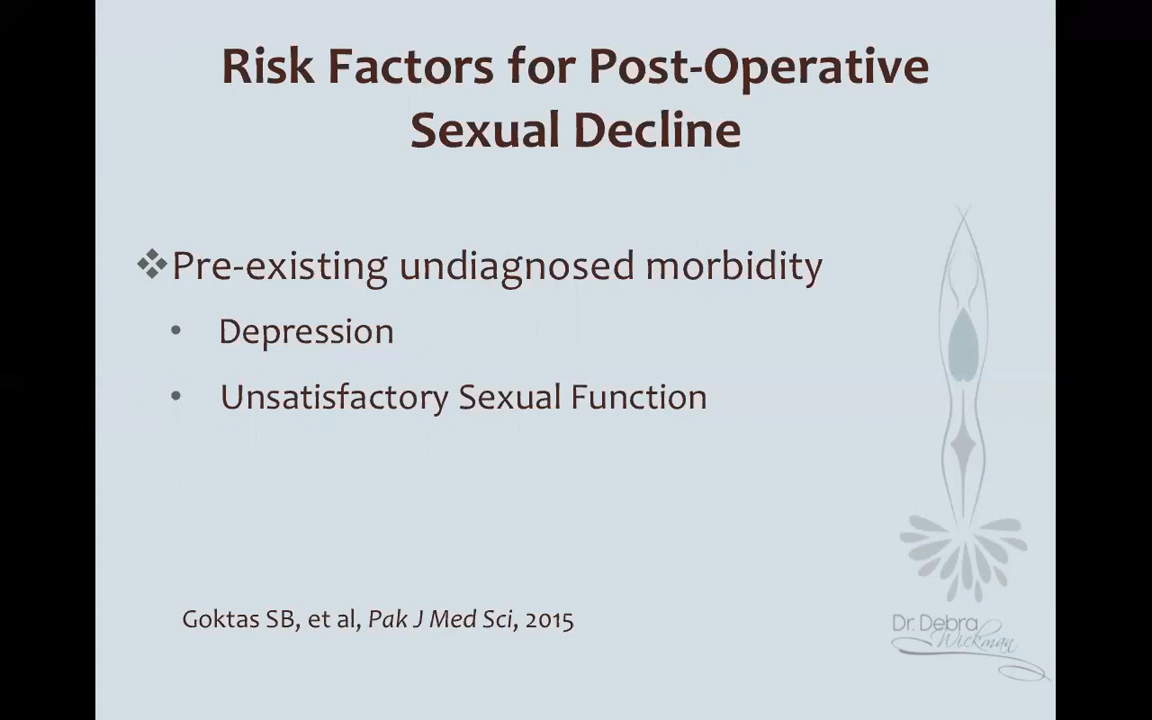 Risk Factors for Post-Operative
Sexual Decline
❖Pre-existing undiagnosed morbidity
• Depression
• Unsatisfactory Sexual Function
Goktas SB, et al, Pak J Med Sci, 2015
Dr. Debra
Wickman